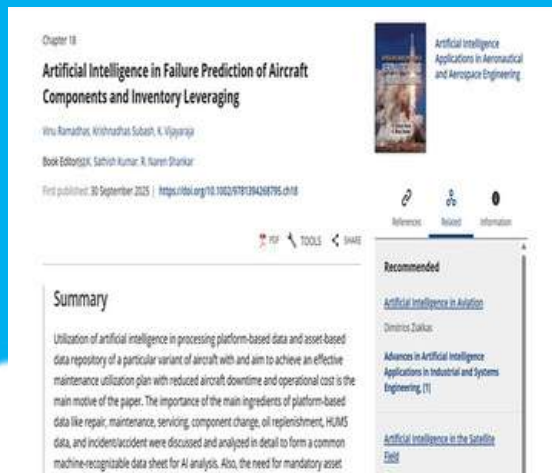 Chapter 18
Artificial Intelligence in Failure Prediction of Aircraft
Components and Inventory Leveraging
Vinu Ramadhas, Krishnadhas Subash, K. Vijayaraja
Book Editor(s):K. Sathish Kumar, R. Naren Shankar
First published: 30 September 2025 | https://doi.org/10.1002/9781394268795.ch18
PDF TOOLS SHARE
Summary
Utilization of artificial intelligence in processing platform-based data and asset-based
data repository of a particular variant of aircraft with and aim to achieve an effective
maintenance utilization plan with reduced aircraft downtime and operational cost is the
main motive of the paper. The importance of the main ingredients of platform-based
data like repair, maintenance, servicing, component change, oil replenishment, HUMS
data, and incident/accident were discussed and analyzed in detail to form a common
machine-recognizable data sheet for AI analysis. Also, the need for mandatory asset
Artificial Intelligence
Applications in Aeronautical
and Aerospace Engineering
References Related Information
Recommended
Artificial Intelligence in Aviation
Dimitrios Ziakkas
Advances in Artificial Intelligence
Applications in Industrial and Systems
Engineering, [1]
Artificial Intelligence in the Satellite
Field